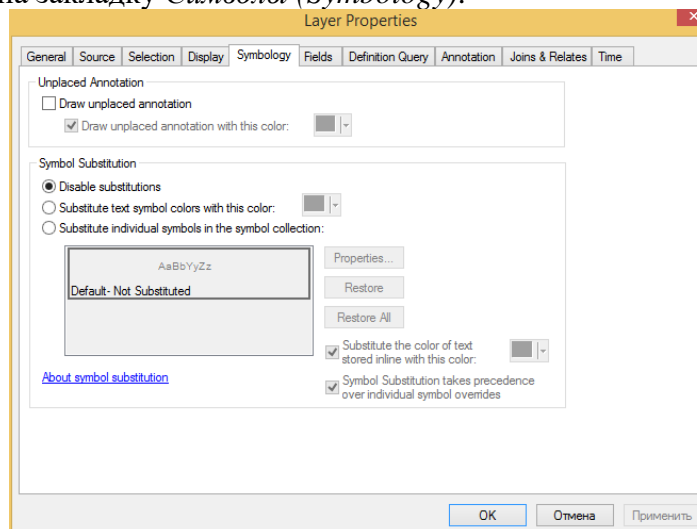 на закладку Символы (Symbology).
Layer Properties
General Source Selection Display Symbology Fields Definition Query Annotation Joins & Relates Time
Unplaced Annotation
Draw unplaced annotation
Draw unplaced annotation with this color:
Symbol Substitution
Disable substitutions
Substitute text symbol colors with this color:
Substitute individual symbols in the symbol collection:
AaBbYyZz
Default- Not Substituted
Properties...
Restore
Restore All
Substitute the color of text
stored inline with this color:
About symbol substitution
Symbol Substitution takes precedence
over individual symbol overrides
OK Отмена Применить